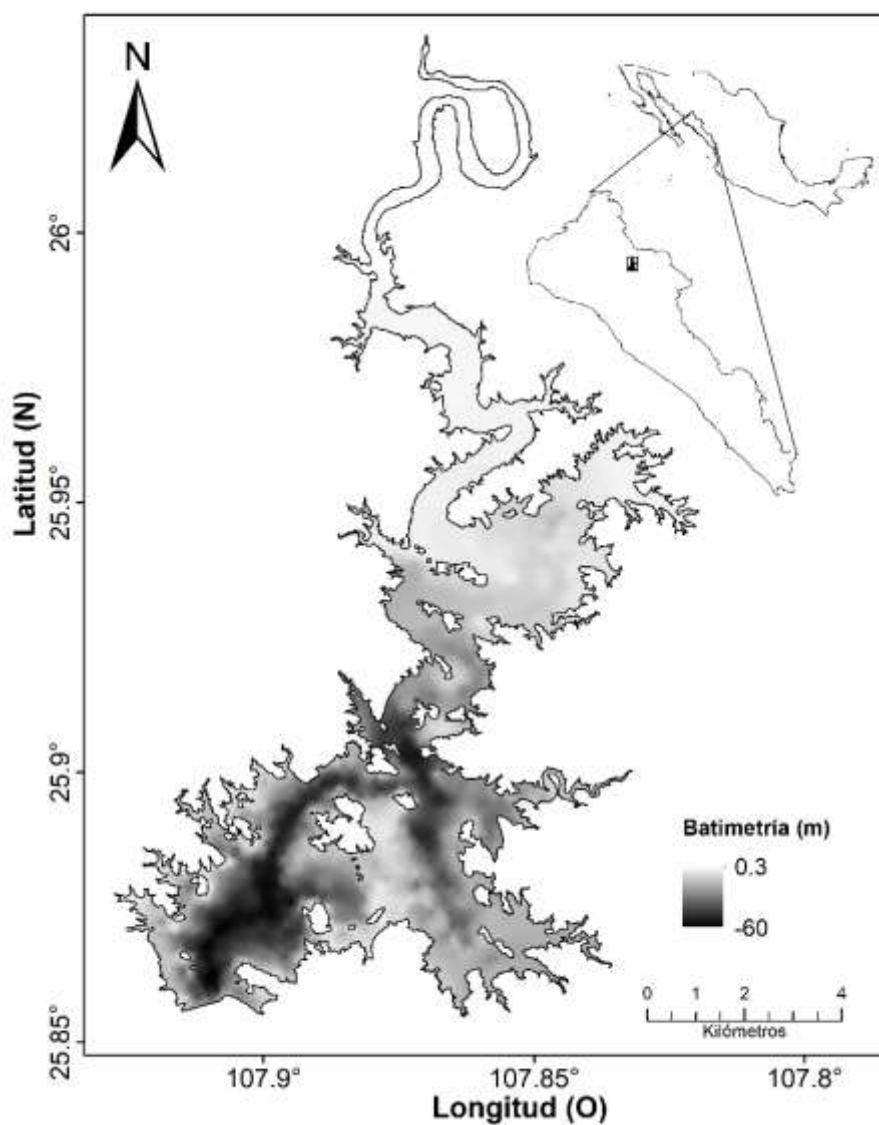 N
26°
25.95°
25.9°
25.85°
Latitud (N)
Batimetría (m)
0.3
-60
0 1 2 4
Kilómetros
107.9° 107.85° 107.8°
Longitud (O)